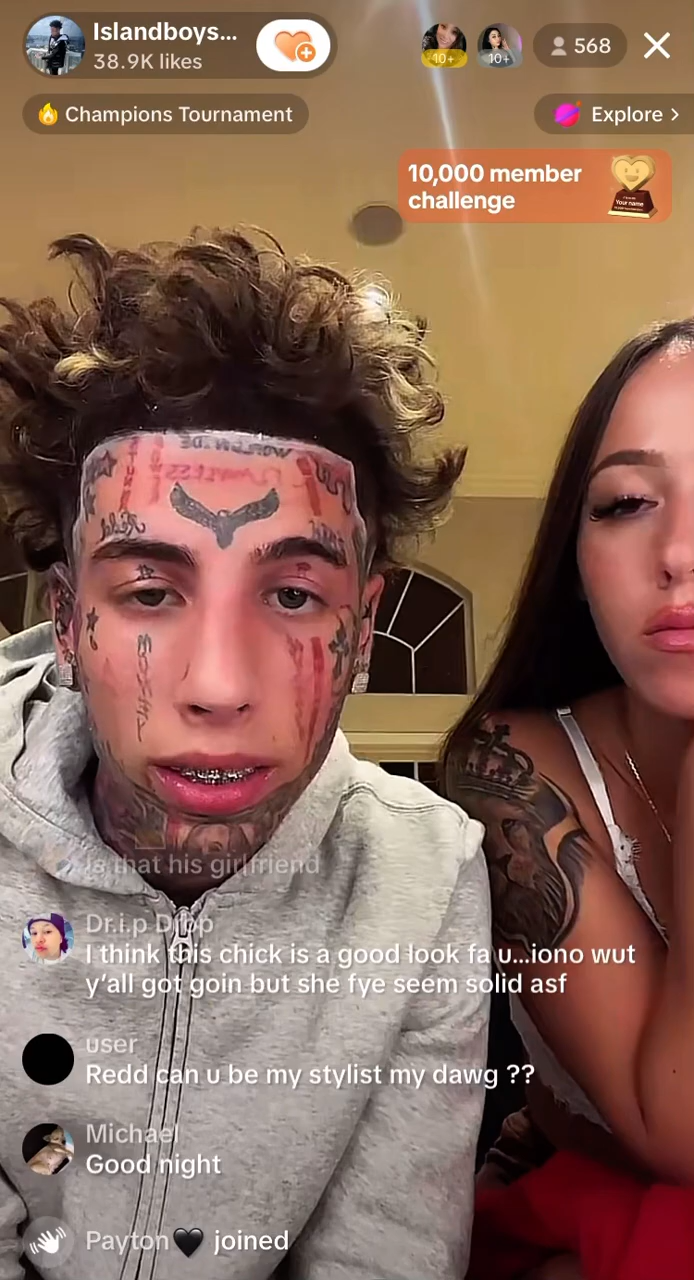 Islandboys...
38.9K likes
10+
10+
568
Champions Tournament
Explore >
10,000 member
challenge
Your name
is that his girlfriend
Dr.i.p Dripp
I think this chick is a good look fa u...iono wut
y'all got goin but she fye seem solid asf
user
Redd can u be my stylist my dawg ??
Michael
Good night
Payton🖤 joined